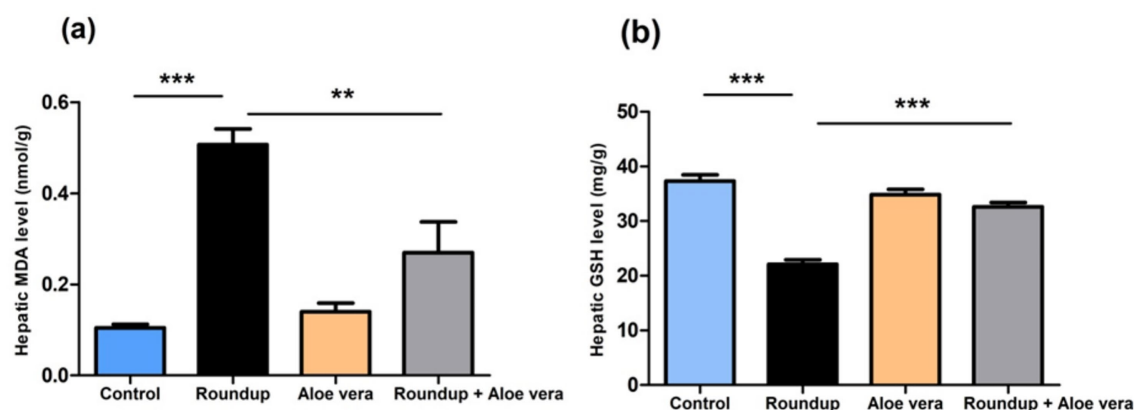 (a)
***
**
Hepatic MDA level (nmol/g)
0.6
0.4
0.2
0.0
Control Roundup Aloe vera Roundup + Aloe vera
(b)
***
***
Hepatic GSH level (mg/g)
50
40
30
20
10
0
Control Roundup Aloe vera Roundup + Aloe vera